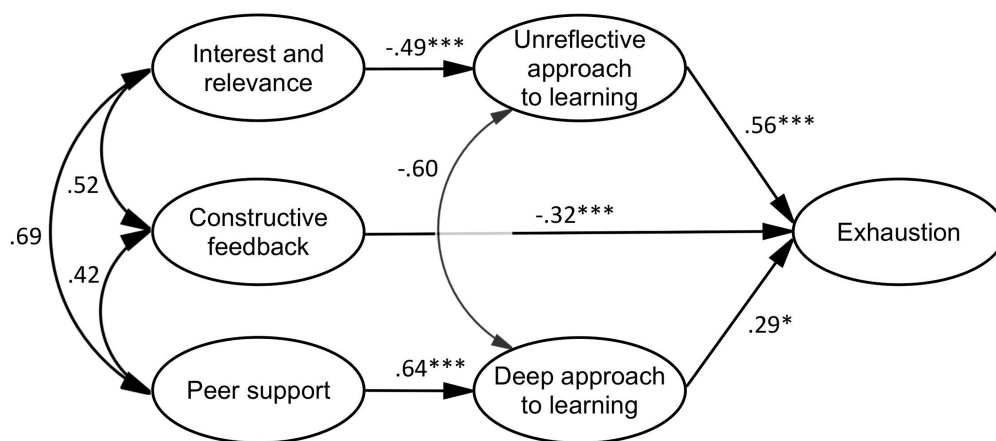 Interest and
relevance
-.49***
Unreflective
approach
to learning
.56***
.52
-.60
.69
Constructive
feedback
-.32***
Exhaustion
.42
.29*
Peer support
.64***
Deep approach
to learning